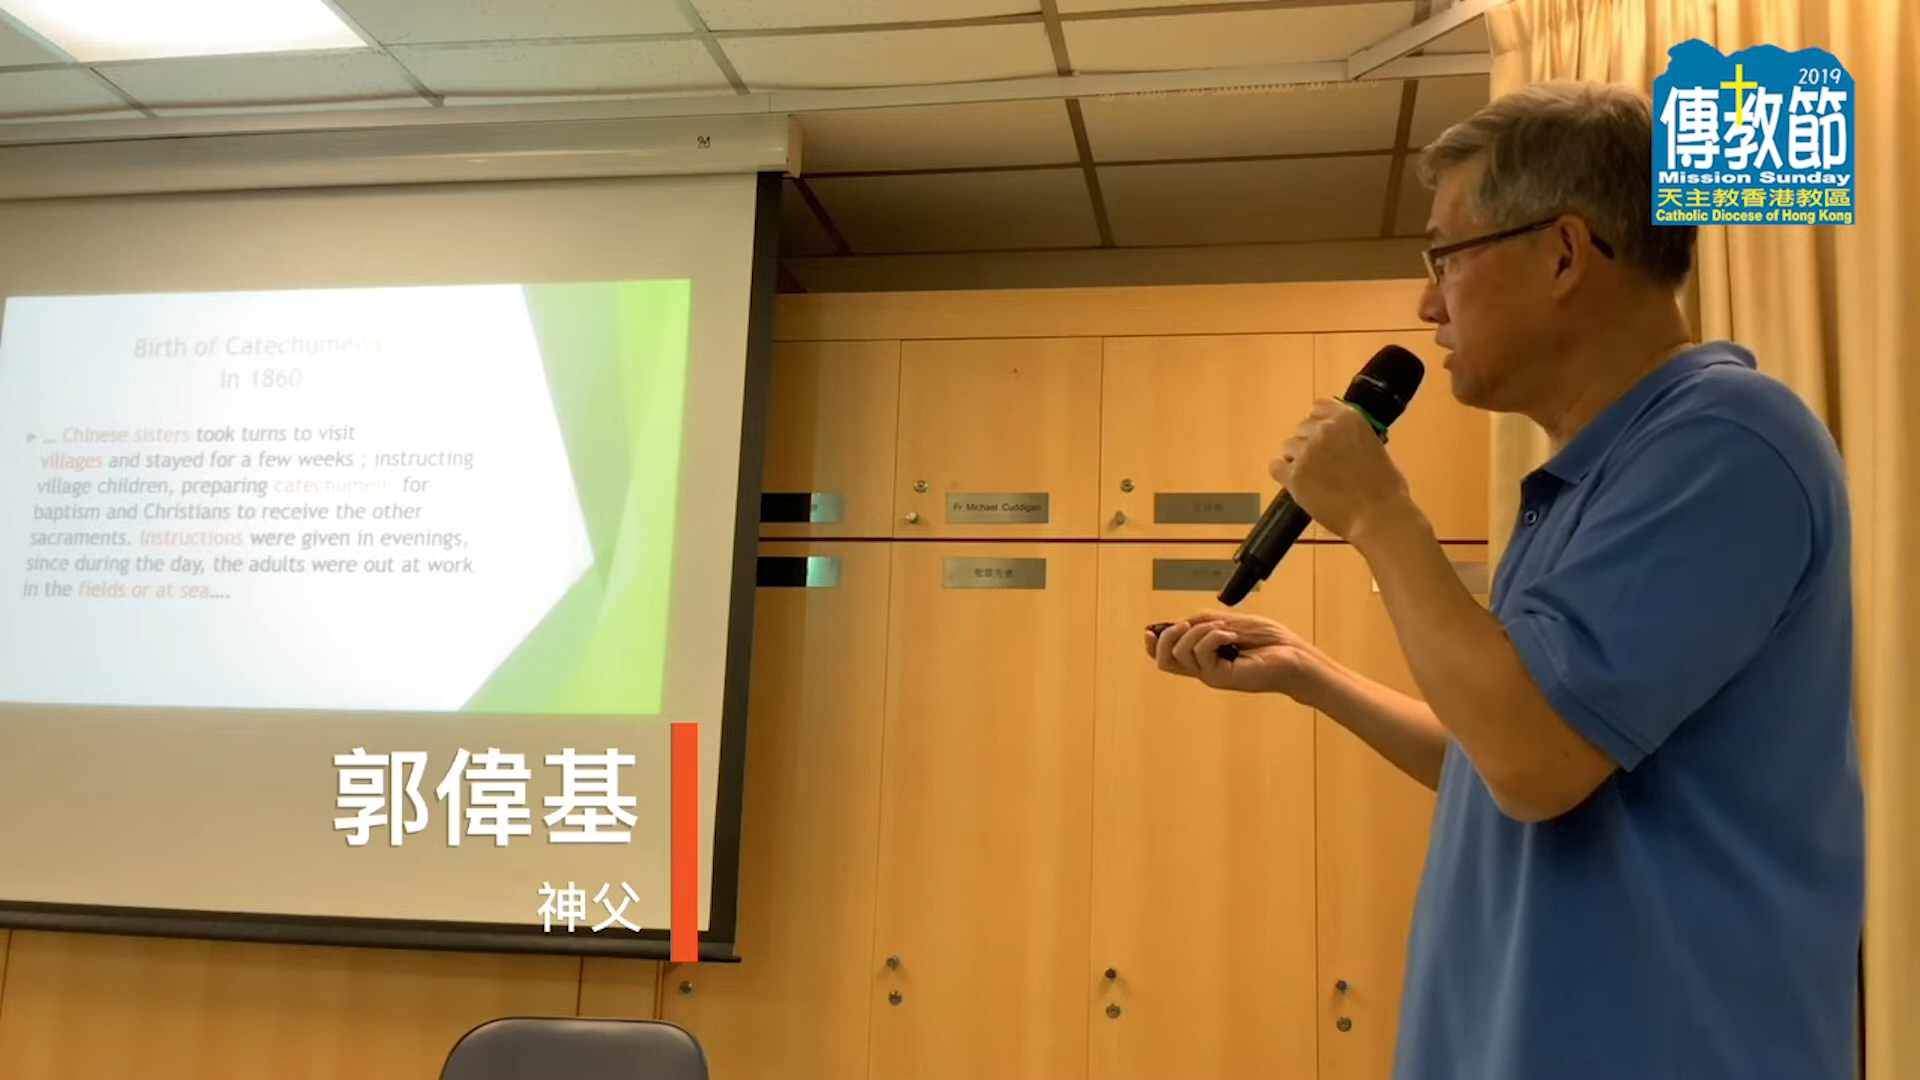 Birth of
in 1860
... Chinese sisters took turns to visit
villages and stayed for a few weeks ; instructing
village children, preparing catechumens for
baptism and Christians to receive the other
sacraments. Instructions were given in evenings,
since during the day, the adults were out at work
in the fields or at sea....
Fr Michael Cuddigan
2019
傳教節
Mission Sunday
天主教香港教區
Catholic Diocese of Hong Kong
郭偉基
神父